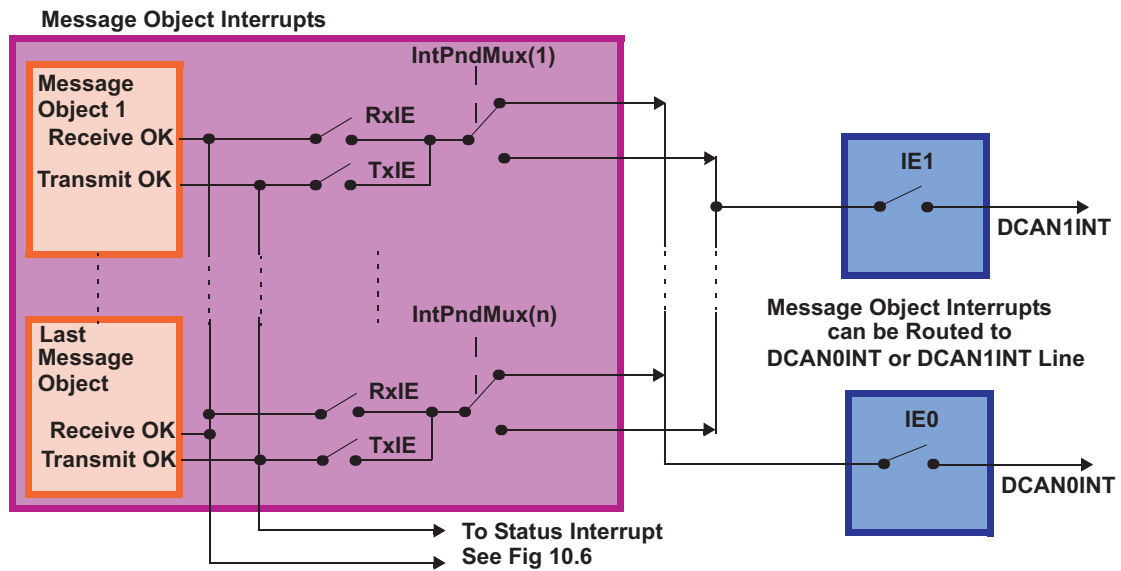 Message Object Interrupts
IntPndMux(1)
Message
Object 1
Receive OK
Transmit OK
RxIE
TxIE
IE1
DCAN1INT
Message Object Interrupts
can be Routed to
DCAN0INT or DCAN1INT Line
IntPndMux(n)
Last
Message
Object
Receive OK
Transmit OK
RxIE
TxIE
IE0
DCAN0INT
To Status Interrupt
See Fig 10.6